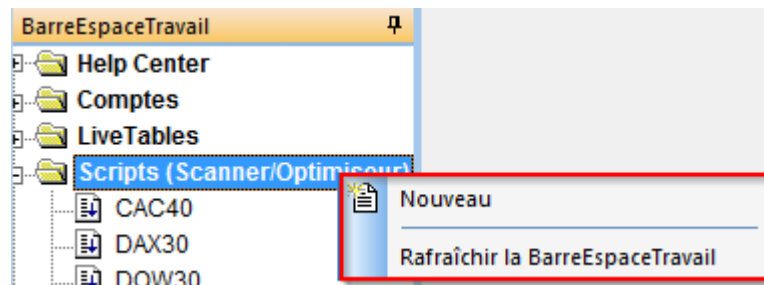 BarreEspaceTravail
Help Center
Comptes
LiveTables
Scripts (Scanner/Optimiseur)
Nouveau
CAC40
DAX30
Rafraîchir la BarreEspaceTravail
DOW30